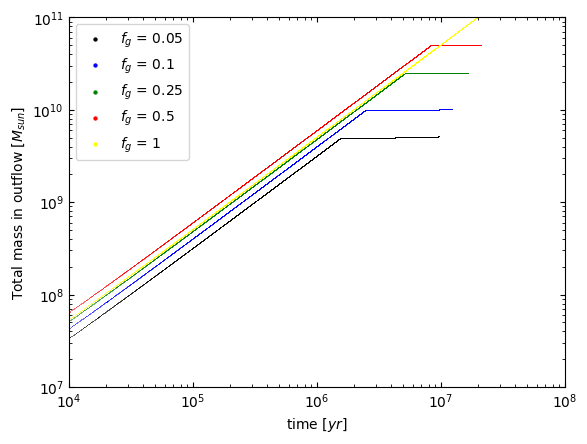 10^11
10^10
10^9
10^8
10^7
Total mass in outflow [M_sun]
f_g = 0.05
f_g = 0.1
f_g = 0.25
f_g = 0.5
f_g = 1
10^4 10^5 10^6 10^7 10^8
time [yr]